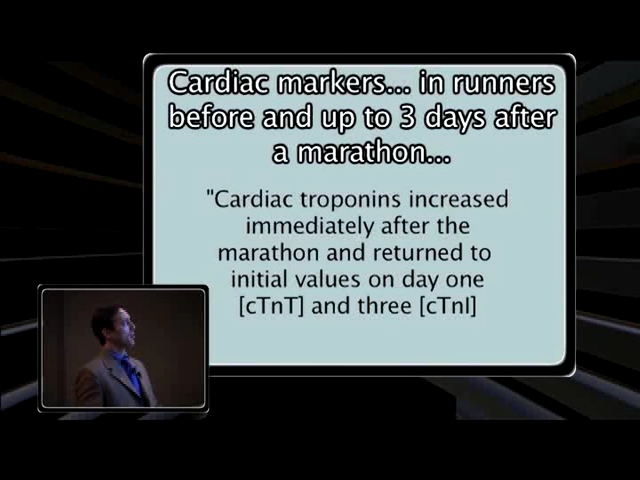 Cardiac markers... in runners
before and up to 3 days after
a marathon...
"Cardiac troponins increased
immediately after the
marathon and returned to
initial values on day one
[cTnT] and three [cTnI]